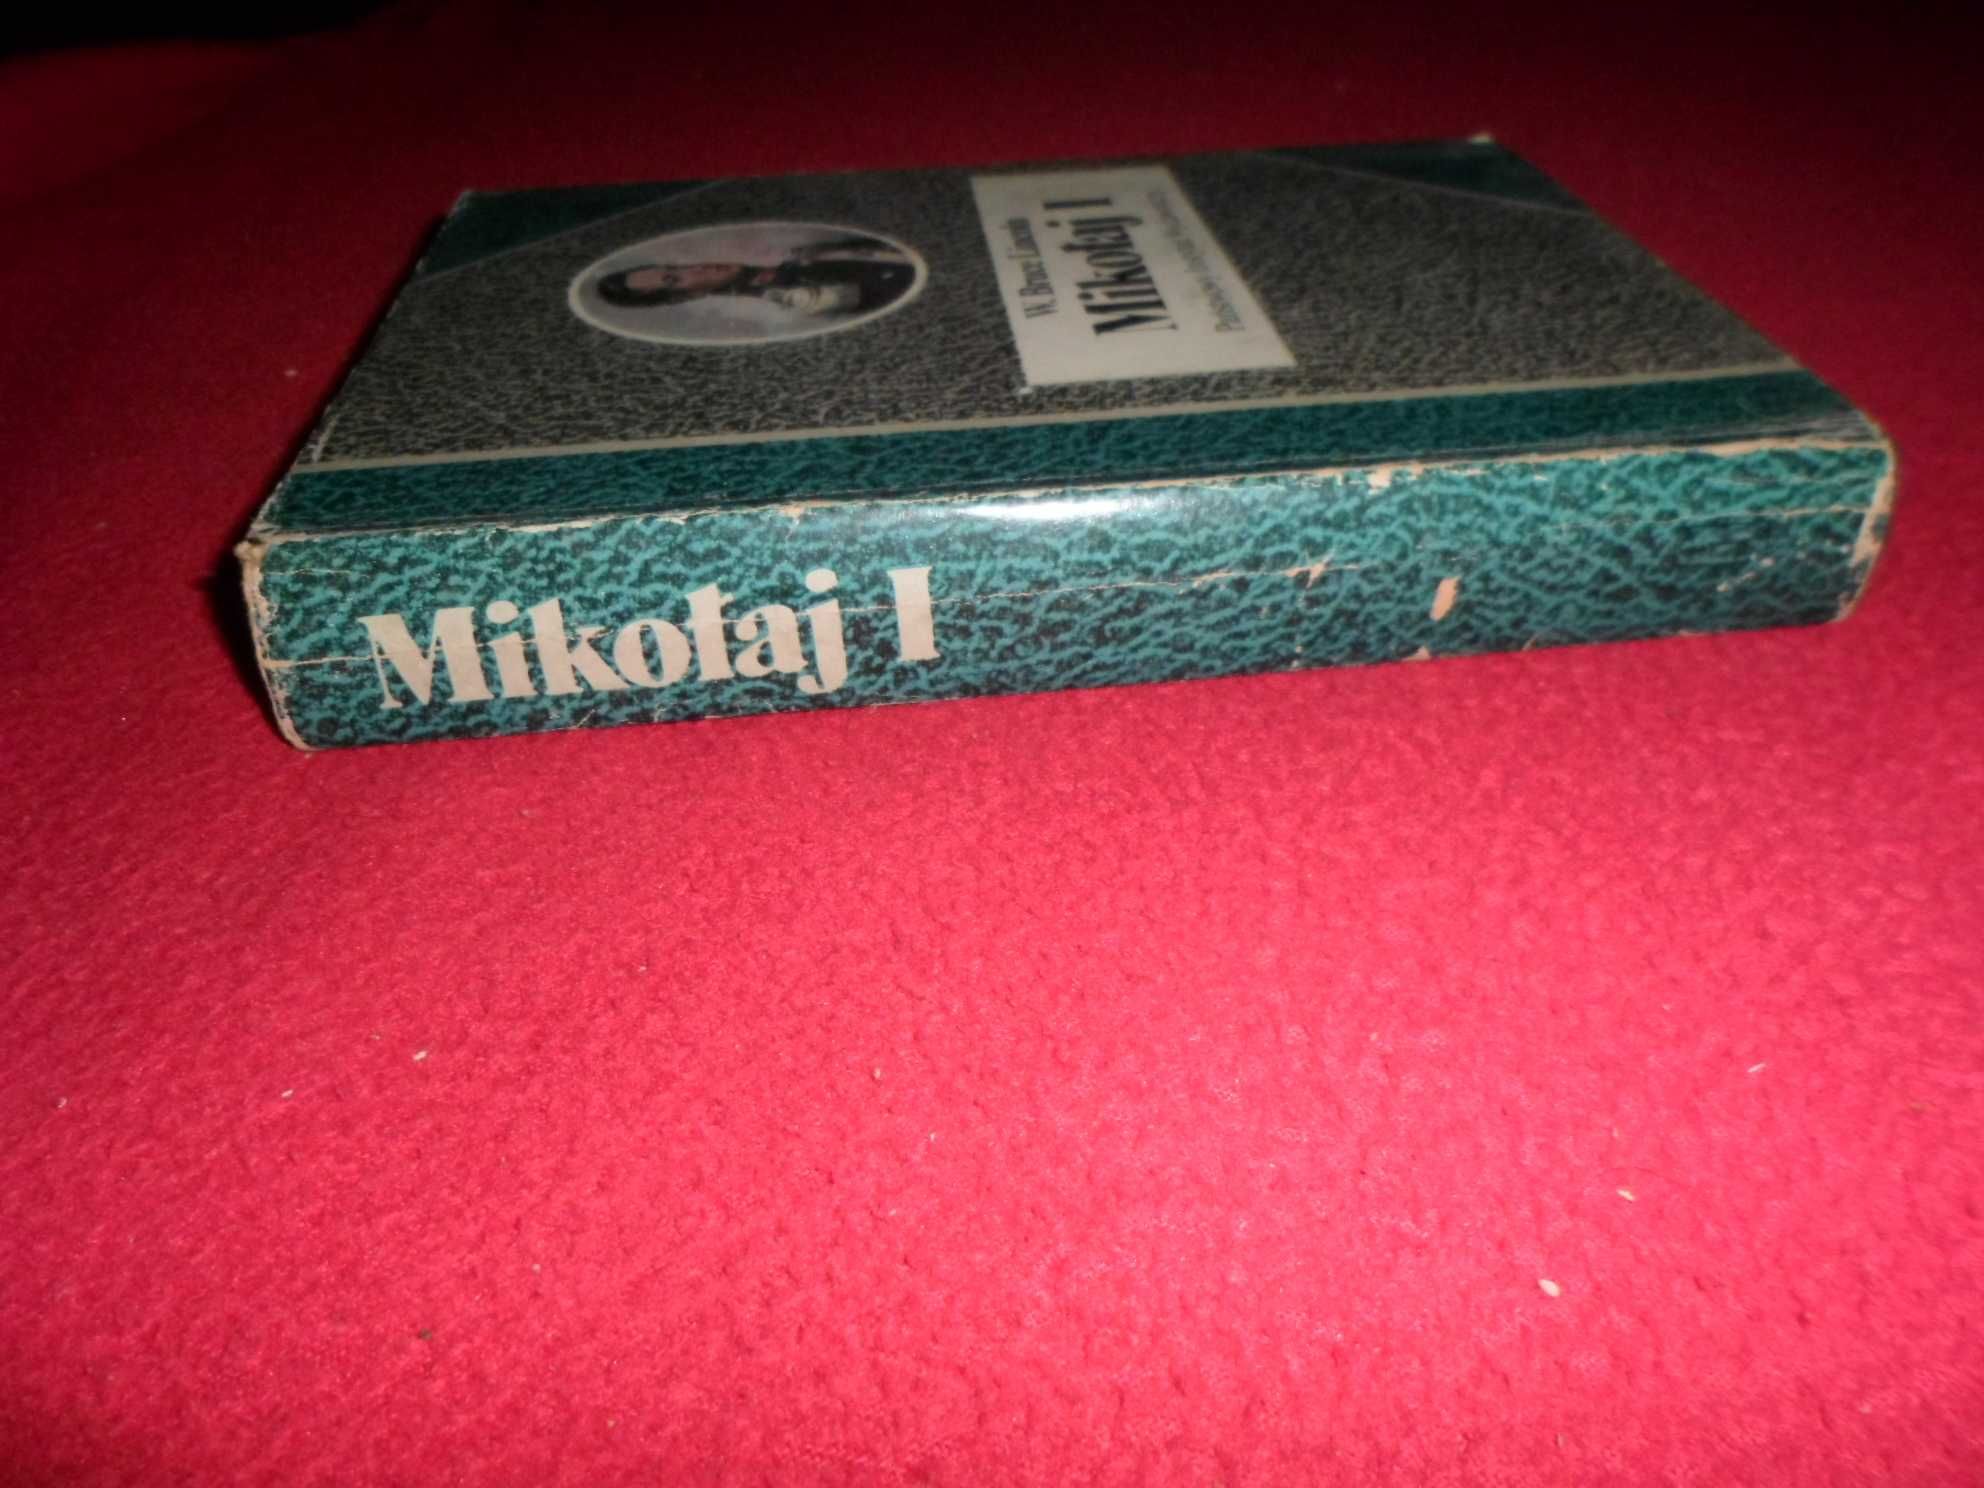 W. Bruce Lincoln
Mikołaj I
Mikołaj I